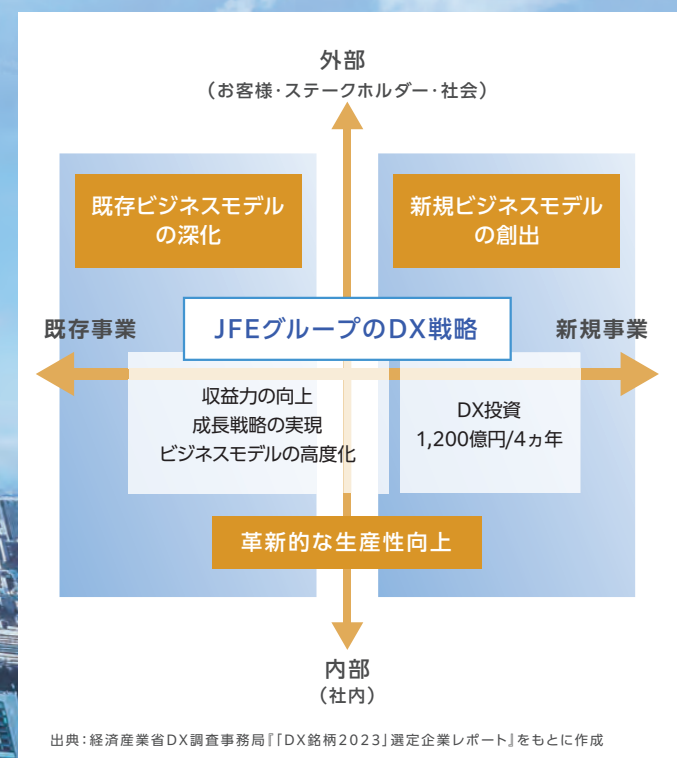 外部
（お客様・ステークホルダー・社会）
既存ビジネスモデル
の深化
新規ビジネスモデル
の創出
JFEグループのDX戦略
既存事業
新規事業
収益力の向上
成長戦略の実現
ビジネスモデルの高度化
DX投資
1,200億円/4ヵ年
革新的な生産性向上
内部
（社内）
出典：経済産業省DX調査事務局『「DX銘柄2023」選定企業レポート』をもとに作成